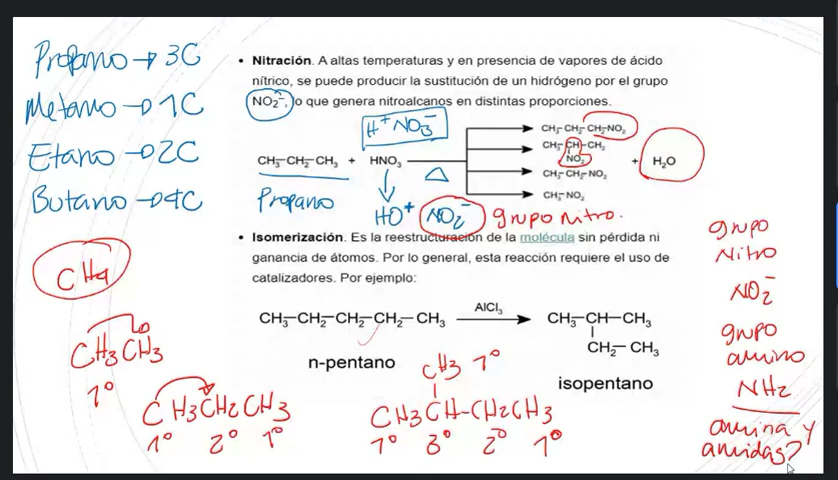 Propano → 3C
Metano → 1C
Etano → 2C
Butano → 4C
CH4
CH3CH3
1°
CH3CH2CH3
1° 2° 1°
• Nitración. A altas temperaturas y en presencia de vapores de ácido
nítrico, se puede producir la sustitución de un hidrógeno por el grupo
NO2⁻, lo que genera nitroalcanos en distintas proporciones.
H⁺ NO3⁻
CH3-CH2-CH3 + HNO3
△
CH3-CH2-CH2-NO2
CH3-CH-CH3
NO2
CH3-CH2-NO2
CH3-NO2
+ H2O
Propano
HO⁺ NO2⁻ grupo nitro.
• Isomerización. Es la reestructuración de la molécula sin pérdida ni
ganancia de átomos. Por lo general, esta reacción requiere el uso de
catalizadores. Por ejemplo:
CH3-CH2-CH2-CH2-CH3
AlCl3
CH3-CH-CH3
CH2-CH3
n-pentano
isopentano
CH3 1°
CH3CH-CH2CH3
1° 3° 2° 1°
grupo
Nitro
NO2⁻
grupo
amino
NH2
amina y
amidas?